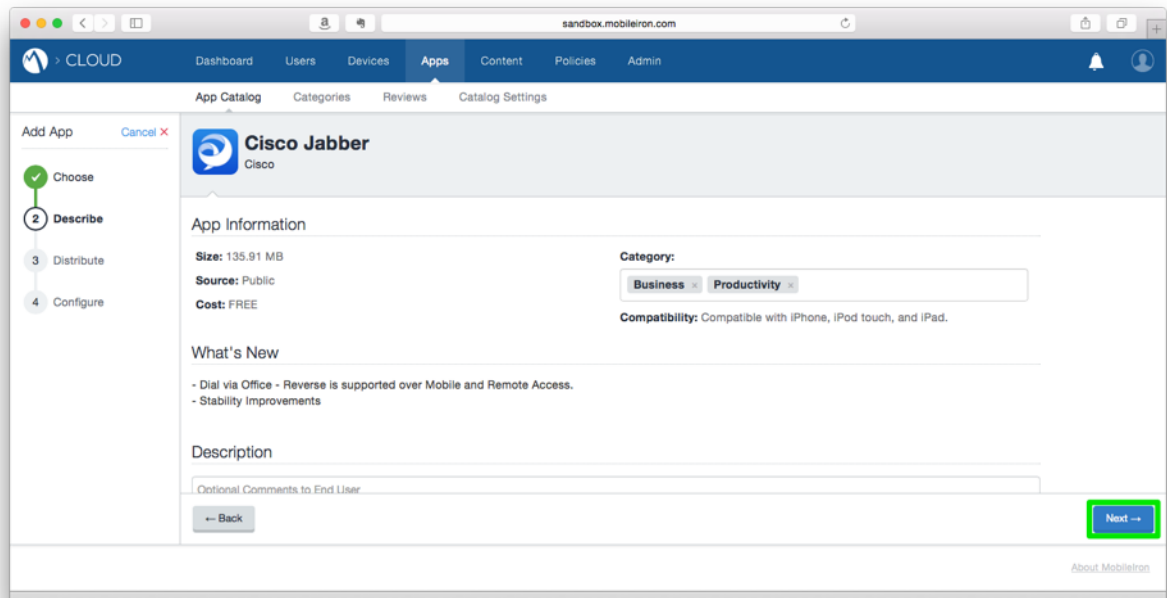 sandbox.mobileiron.com
> CLOUD
Dashboard Users Devices Apps Content Policies Admin
App Catalog Categories Reviews Catalog Settings
Add App Cancel ×
Choose
2 Describe
3 Distribute
4 Configure
Cisco Jabber
Cisco
App Information
Size: 135.91 MB
Source: Public
Cost: FREE
Category:
Business × Productivity ×
Compatibility: Compatible with iPhone, iPod touch, and iPad.
What's New
- Dial via Office - Reverse is supported over Mobile and Remote Access.
- Stability Improvements
Description
Optional Comments to End User
← Back
Next →
About MobileIron